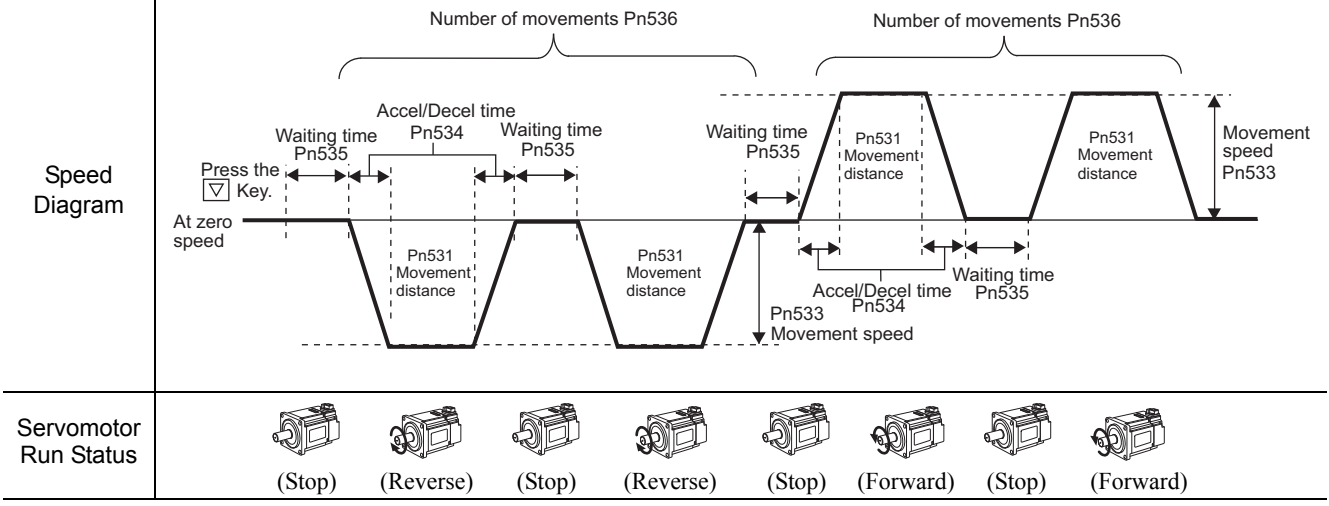 Speed
Diagram
Number of movements Pn536
Number of movements Pn536
Accel/Decel time
Pn534
Waiting time
Pn535
Waiting time
Pn535
Waiting time
Pn535
Press the
▽ Key.
At zero
speed
Pn531
Movement
distance
Pn531
Movement
distance
Pn531
Movement
distance
Pn531
Movement
distance
Movement
speed
Pn533
Pn533
Movement speed
Accel/Decel time
Pn534
Waiting time
Pn535
Servomotor
Run Status
(Stop) (Reverse) (Stop) (Reverse) (Stop) (Forward) (Stop) (Forward)